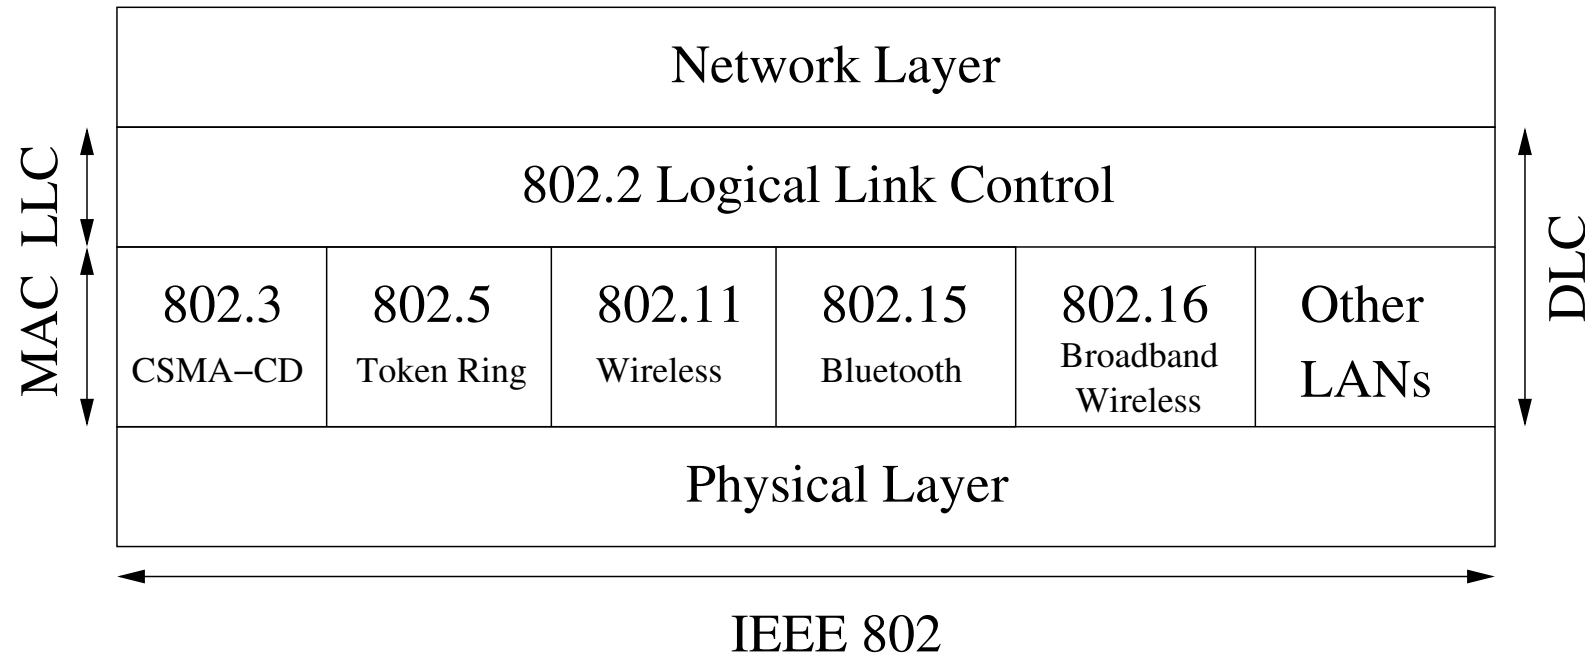 Network Layer
LLC
802.2 Logical Link Control
DLC
MAC
802.3
CSMA−CD
802.5
Token Ring
802.11
Wireless
802.15
Bluetooth
802.16
Broadband
Wireless
Other
LANs
Physical Layer
IEEE 802